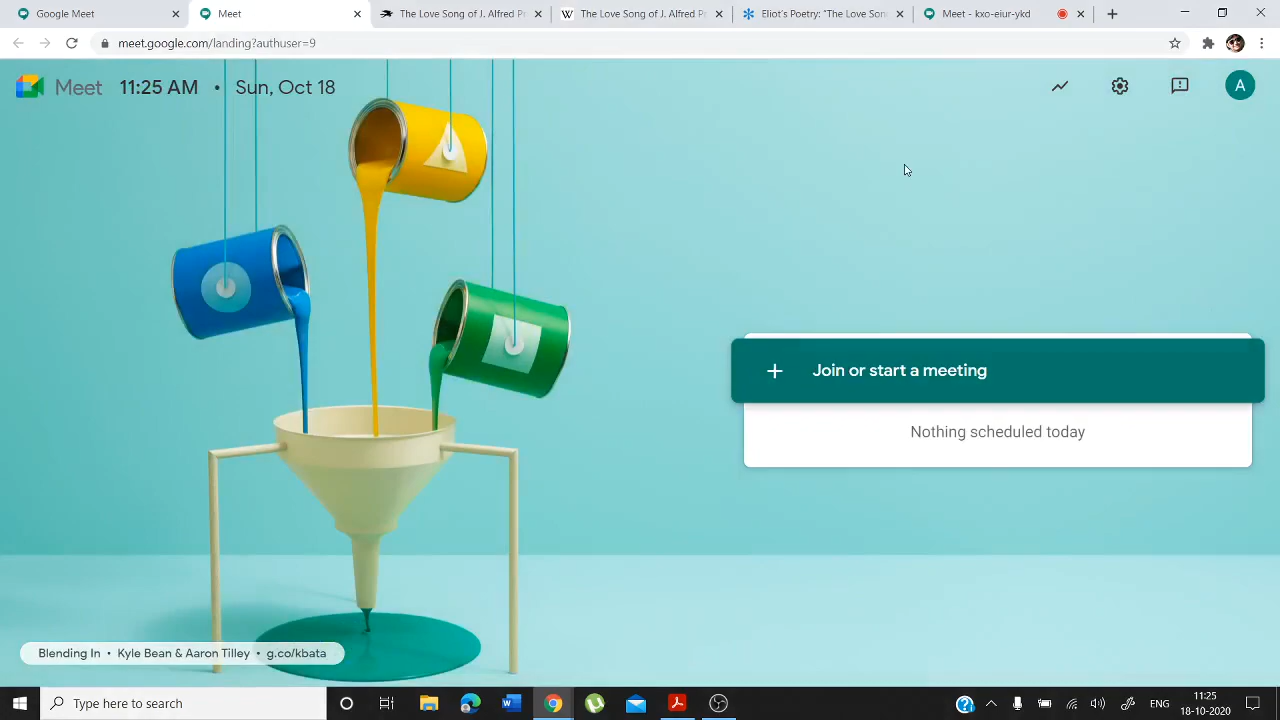 Google Meet
Meet
The Love Song of J. Alfred P
The Love Song of J. Alfred Po
Eliot's Poetry: "The Love Son
Meet - kxo-eiur-ykd
meet.google.com/landing?authuser=9
Meet 11:25 AM • Sun, Oct 18
A
Join or start a meeting
Nothing scheduled today
Blending In • Kyle Bean & Aaron Tilley • g.co/kbata
Type here to search
ENG
11:25
18-10-2020